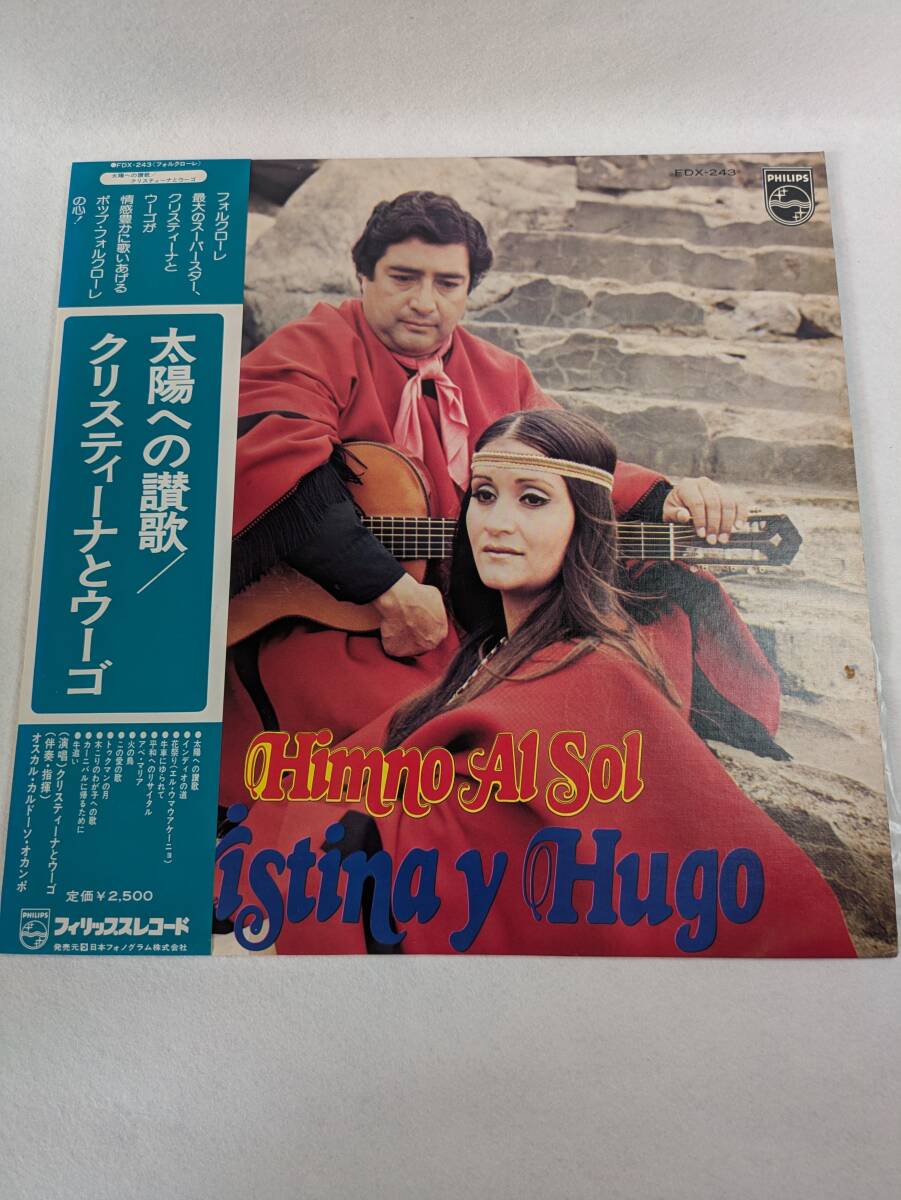 ●FDX-243（フォルクローレ）
太陽への讃歌／
クリスティーナとウーゴ
フォルクローレ
最大のスーパースター、
クリスティーナと
ウーゴが
情感豊かに歌いあげる
ポップ・フォルクローレ
の心！
太陽への讃歌／
クリスティーナとウーゴ
●太陽への讃歌
●インディオの道
●花祭り（エル・ウマウアケーニョ）
●牛車にゆられて
●平和へのリサイタル
●アベ・マリア
●火の鳥
●この愛の歌
●トゥクマンの月
●木こりのわが子への歌
●カーニバルに帰るために
●牛追い
（演唱）クリスティーナとウーゴ
（伴奏・指揮）
オスカル・カルドーソ・オカンポ
定価￥2,500
PHILIPS
フィリップスレコード
発売元 日本フォノグラム株式会社
FDX-243
PHILIPS
Himno Al Sol
istina y Hugo